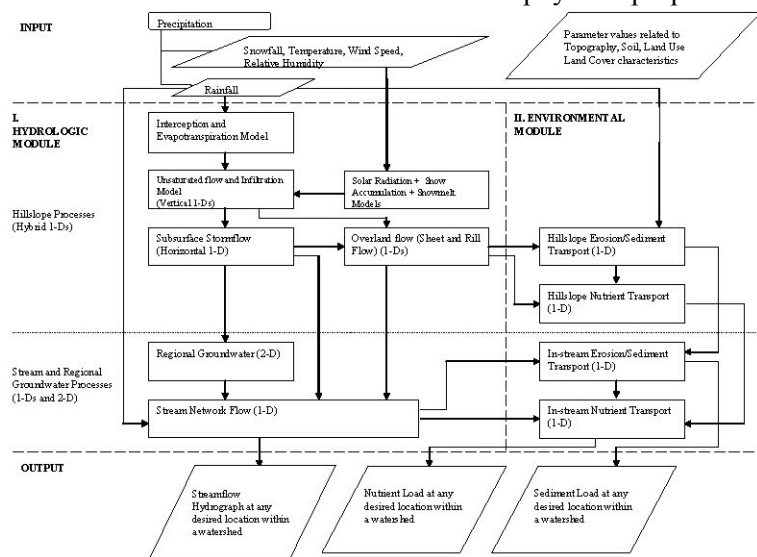 INPUT
Precipitation
Snowfall, Temperature, Wind Speed,
Relative Humidity
Rainfall
Parameter values related to
Topography, Soil, Land Use
Land Cover characteristics
I.
HYDROLOGIC
MODULE
II. ENVIRONMENTAL
MODULE
Interception and
Evapotranspiration Model
Unsaturated flow and Infiltration
Model
(Vertical 1-Ds)
Solar Radiation + Snow
Accumulation + Snowmelt
Models
Hillslope Processes
(Hybrid 1-Ds)
Subsurface Stormflow
(Horizontal 1-D)
Overland flow (Sheet and Rill
Flow) (1-Ds)
Hillslope Erosion/Sediment
Transport (1-D)
Hillslope Nutrient Transport
(1-D)
Stream and Regional
Groundwater Processes
(1-Ds and 2-D)
Regional Groundwater (2-D)
In-stream Erosion/Sediment
Transport (1-D)
Stream Network Flow (1-D)
In-stream Nutrient Transport
(1-D)
OUTPUT
Streamflow
Hydrograph at any
desired location within
a watershed
Nutrient Load at any
desired location within
a watershed
Sediment Load at any
desired location within
a watershed